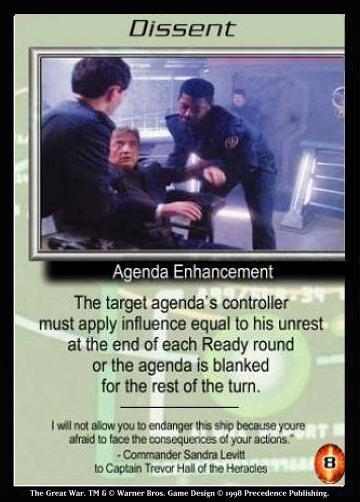 Dissent
Agenda Enhancement
The target agenda's controller
must apply influence equal to his unrest
at the end of each Ready round
or the agenda is blanked
for the rest of the turn.
I will not allow you to endanger this ship because youre
afraid to face the consequences of your actions."
- Commander Sandra Levitt
to Captain Trevor Hall of the Heracles
8
The Great War. TM & © Warner Bros. Game Design © 1998 Precedence Publishing.